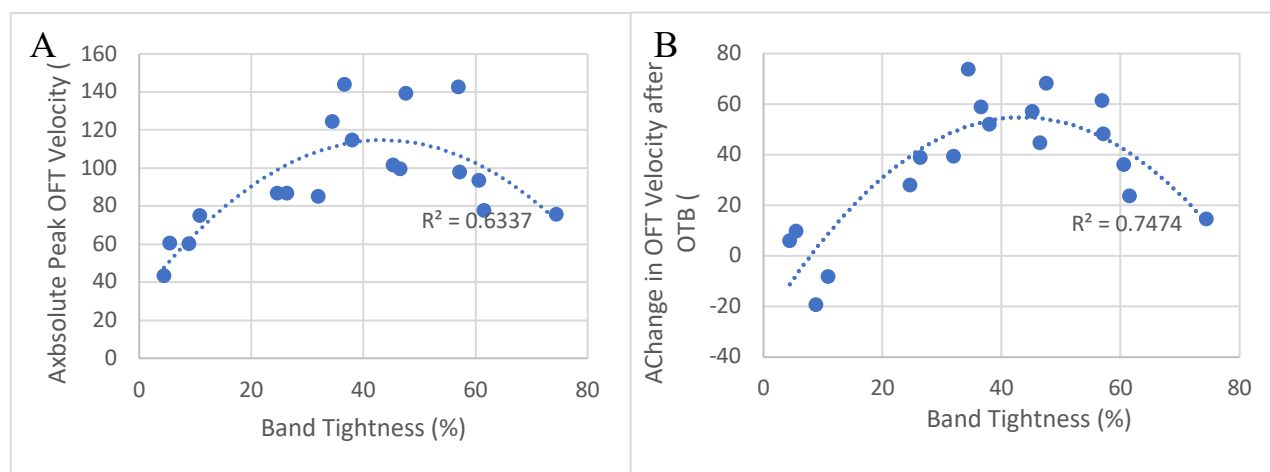 A
Axbsolute Peak OFT Velocity (
160
140
120
100
80
60
40
20
0
R² = 0.6337
0 20 40 60 80
Band Tightness (%)
B
AChange in OFT Velocity after
OTB (
80
60
40
20
0
-20
-40
R² = 0.7474
0 20 40 60 80
Band Tightness (%)